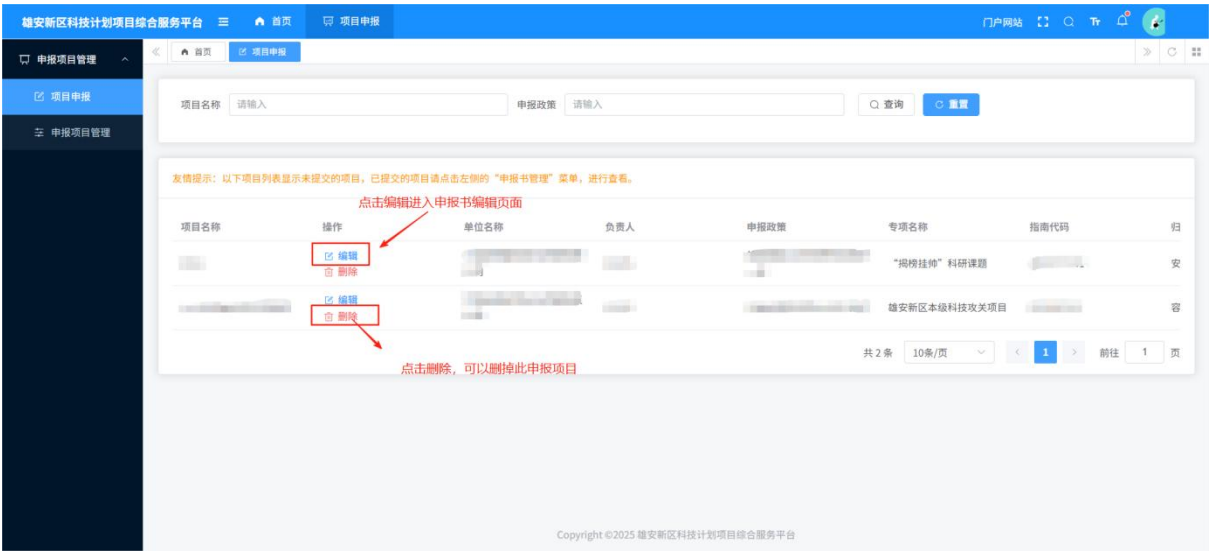 雄安新区科技计划项目综合服务平台 首页 项目申报 门户网站 Tr
申报项目管理 首页 项目申报
项目申报
申报项目管理
项目名称 请输入 申报政策 请输入 查询 重置
友情提示：以下项目列表显示未提交的项目，已提交的项目请点击左侧的“申报书管理”菜单，进行查看。
点击编辑进入申报书编辑页面
项目名称 操作 单位名称 负责人 申报政策 专项名称 指南代码 归
编辑
删除
“揭榜挂帅”科研课题 安
编辑
删除
雄安新区本级科技攻关项目 容
共 2 条 10条/页 1 前往 1 页
点击删除，可以删掉此申报项目
Copyright ©2025 雄安新区科技计划项目综合服务平台